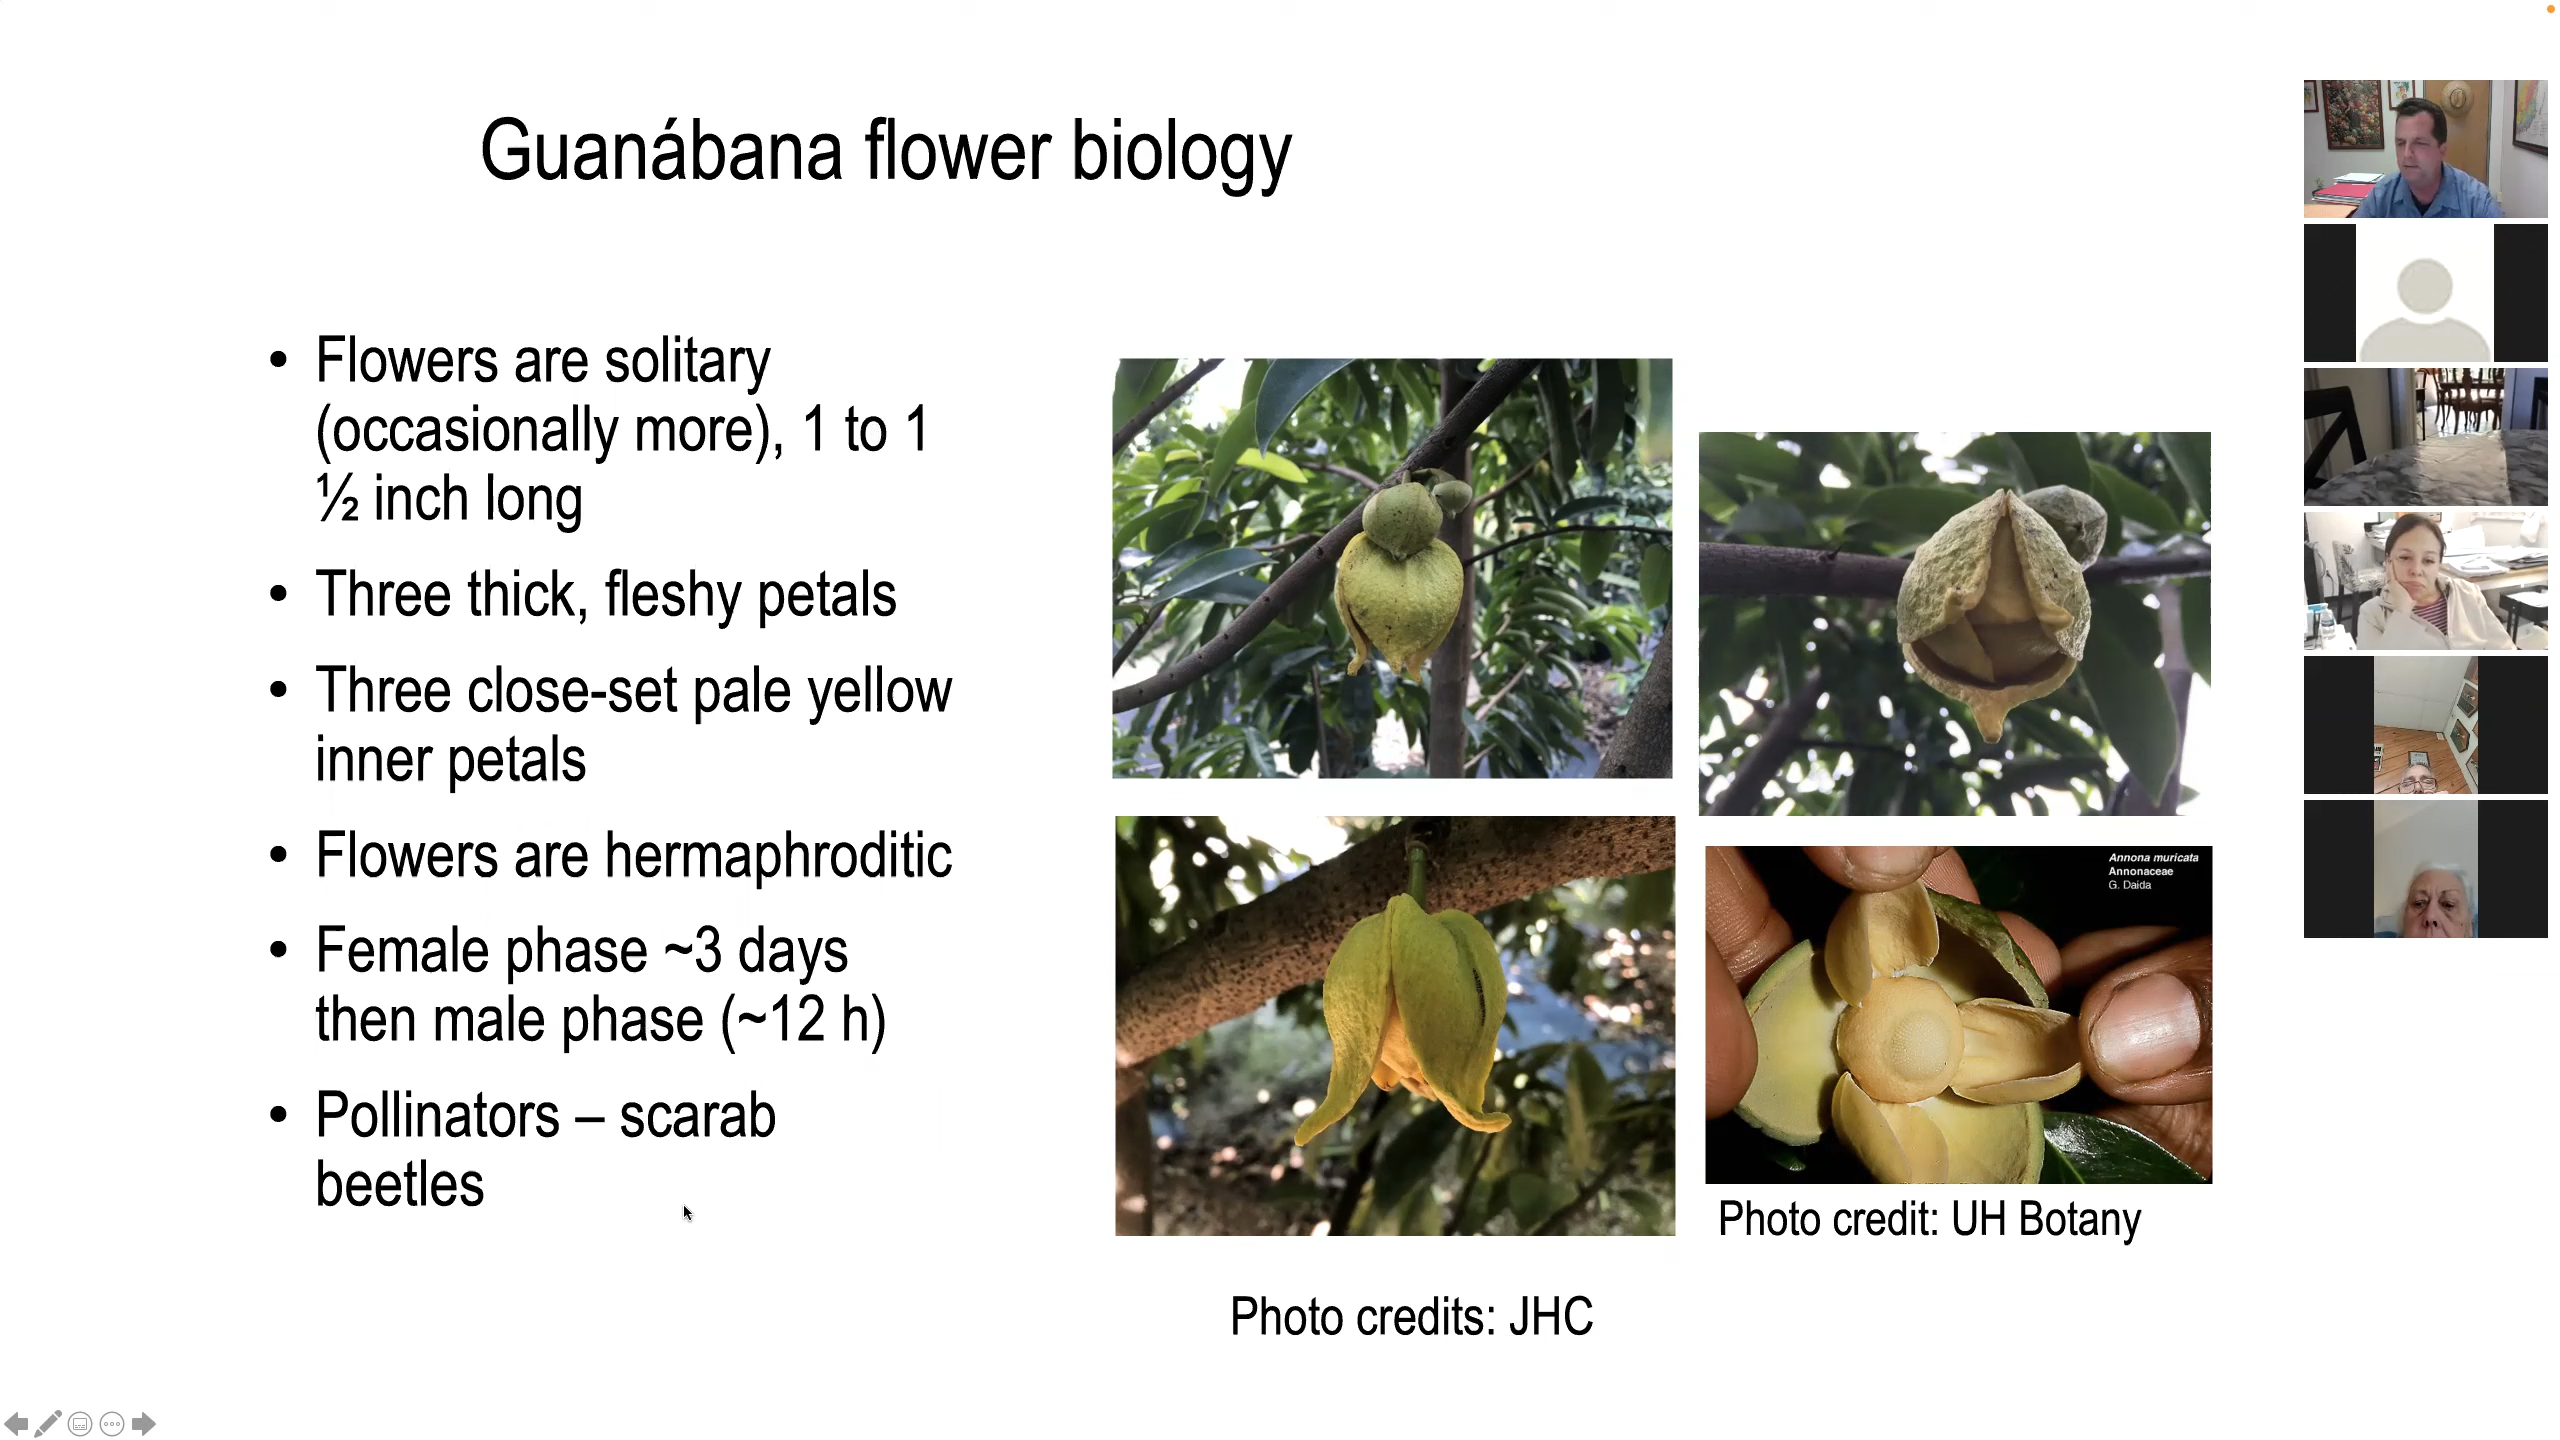 Guanábana flower biology
• Flowers are solitary
(occasionally more), 1 to 1
½ inch long
• Three thick, fleshy petals
• Three close-set pale yellow
inner petals
• Flowers are hermaphroditic
• Female phase ~3 days
then male phase (~12 h)
• Pollinators – scarab
beetles
Annona muricata
Annonaceae
G. Daida
Photo credit: UH Botany
Photo credits: JHC